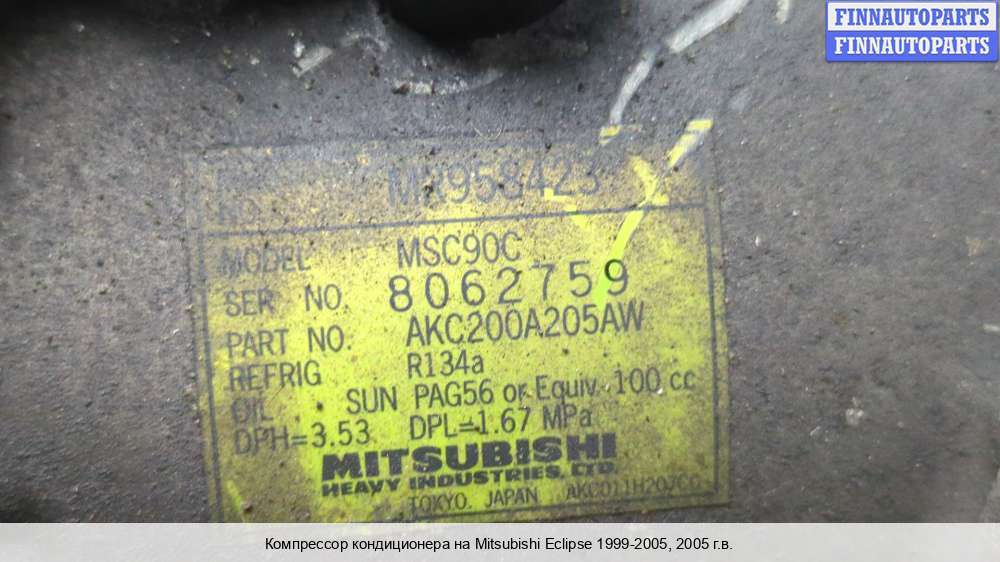 FINNAUTOPARTS
FINNAUTOPARTS
NO. MR958423
MODEL MSC90C
SER NO. 8062759
PART NO. AKC200A205AW
REFRIG R134a
OIL SUN PAG56 or Equiv 100 cc
DPH=3.53 DPL=1.67 MPa
MITSUBISHI
HEAVY INDUSTRIES, LTD.
TOKYO. JAPAN AKC011H207CC
Компрессор кондиционера на Mitsubishi Eclipse 1999-2005, 2005 г.в.